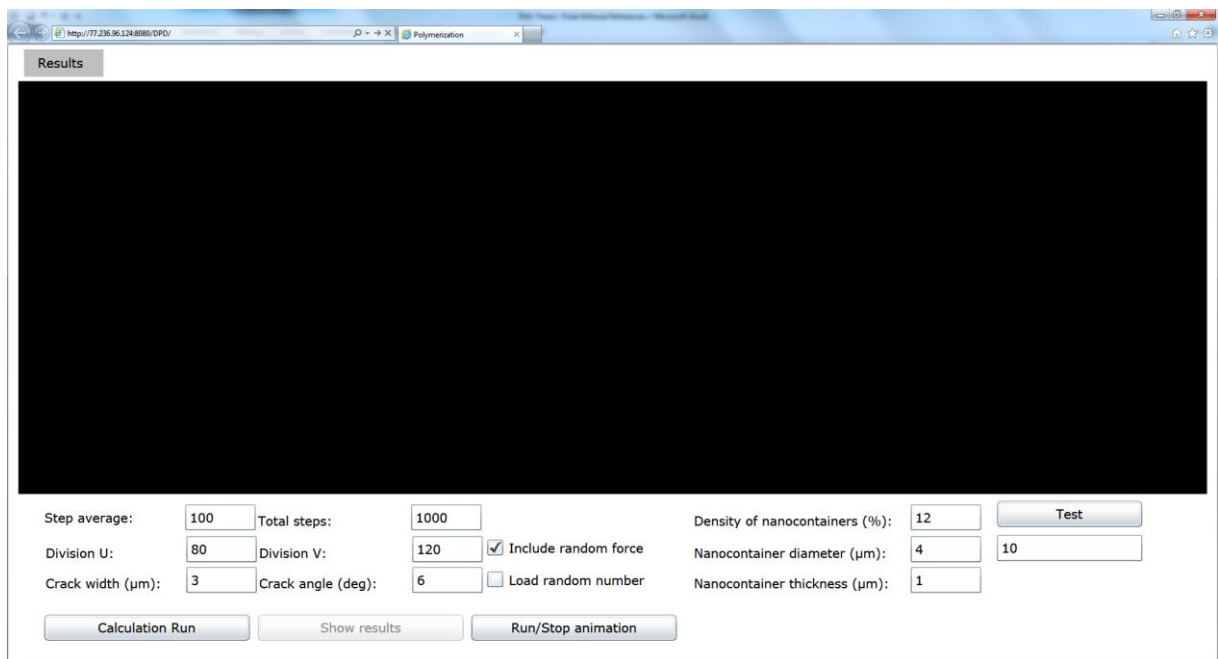 http://77.236.96.124:8080/DPD/
Polymerization
Results
Step average: 100 Total steps: 1000 Density of nanocontainers (%): 12 Test
Division U: 80 Division V: 120 Include random force Nanocontainer diameter (μm): 4 10
Crack width (μm): 3 Crack angle (deg): 6 Load random number Nanocontainer thickness (μm): 1
Calculation Run Show results Run/Stop animation